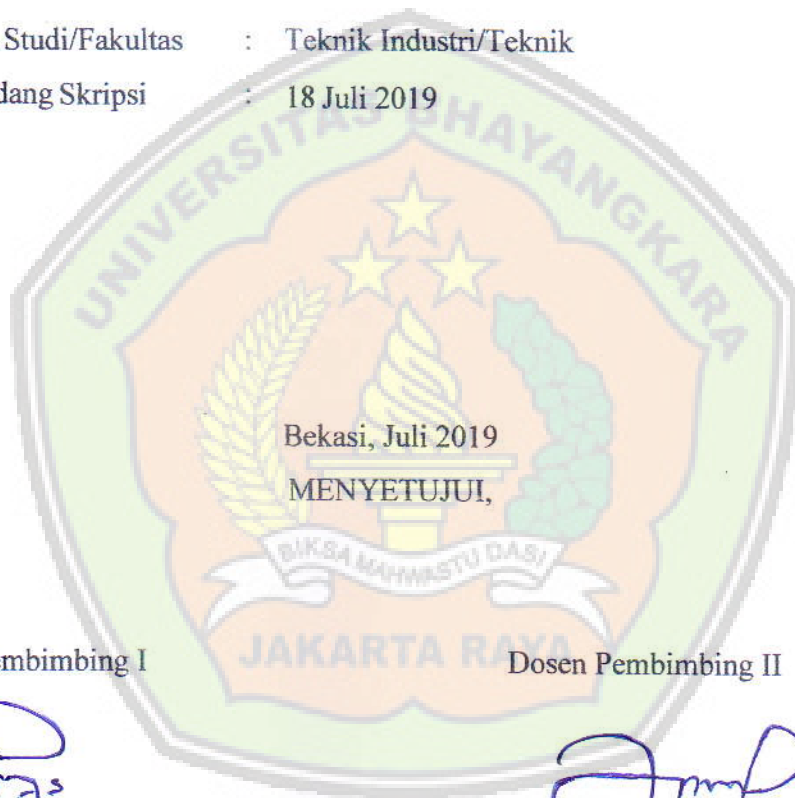 Studi/Fakultas : Teknik Industri/Teknik
dang Skripsi : 18 Juli 2019
UNIVERSITAS BHAYANGKARA
Bekasi, Juli 2019
MENYETUJUI,
BIKSA MAHWASTU DASI
JAKARTA RAYA
embimbing I Dosen Pembimbing II